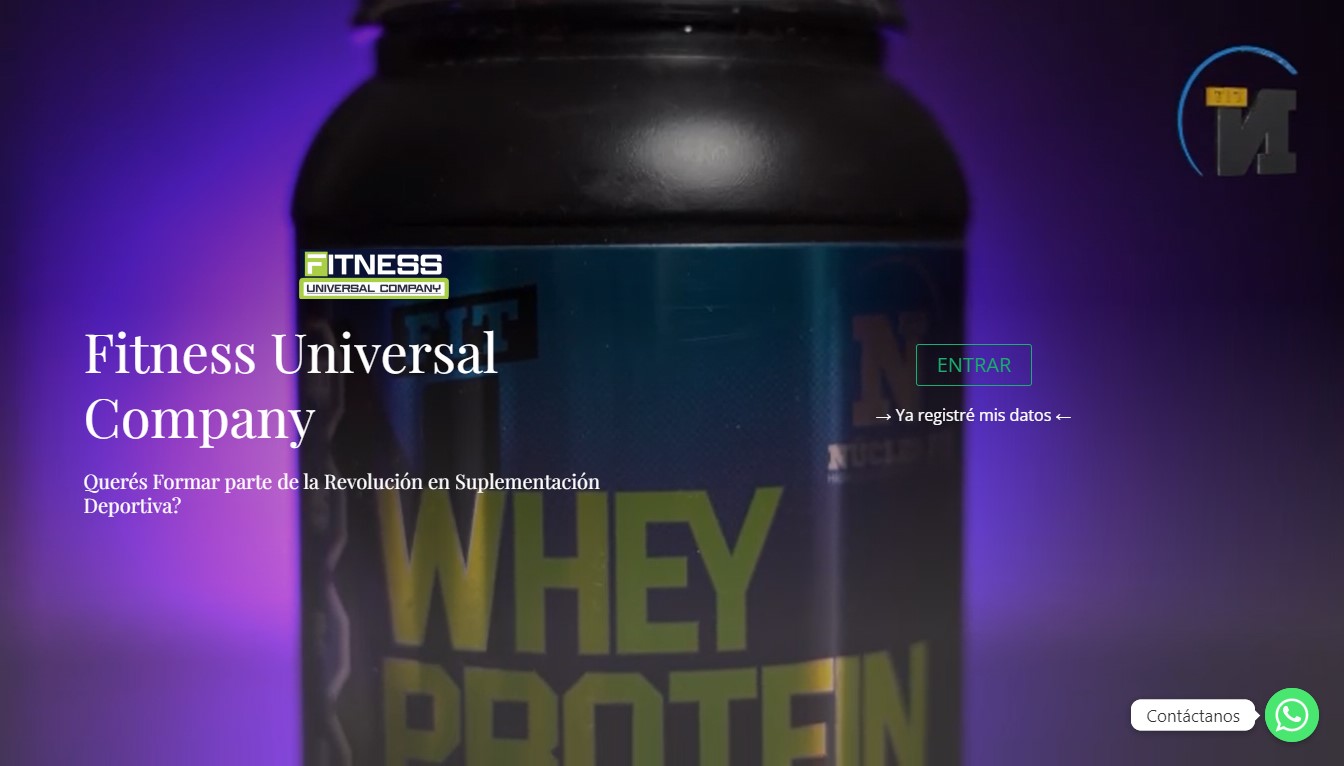 FITNESS
UNIVERSAL COMPANY
FIT
Fitness Universal
Company
ENTRAR
→ Ya registré mis datos ←
Querés Formar parte de la Revolución en Suplementación
Deportiva?
N
WHEY
PROTEIN
Contáctanos